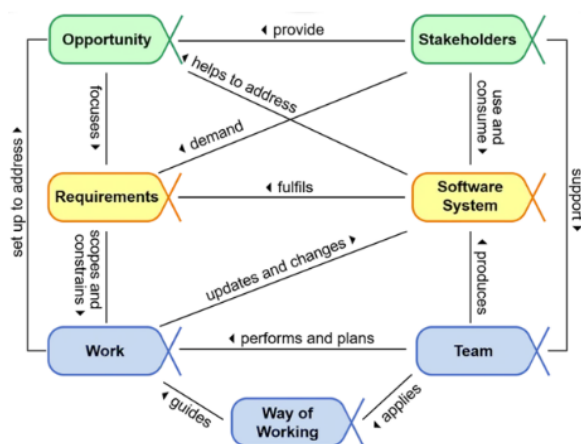 Opportunity
◄ provide
Stakeholders
◄ helps to address
focuses ►
◄ demand
use and
consume ►
set up to address ►
support ►
Requirements
◄ fulfils
Software
System
scopes and
constrains ►
updates and changes ►
◄ produces
Work
◄ performs and plans
Team
◄ guides
Way of
Working
◄ applies